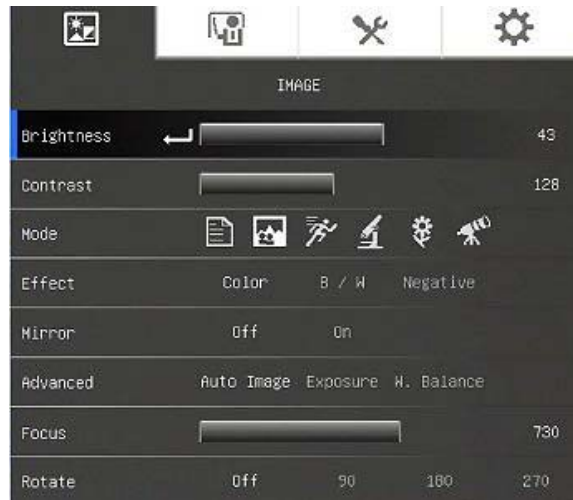 IMAGE
Brightness 43
Contrast 128
Mode
Effect Color B / W Negative
Mirror Off On
Advanced Auto Image Exposure W. Balance
Focus 730
Rotate Off 90 180 270